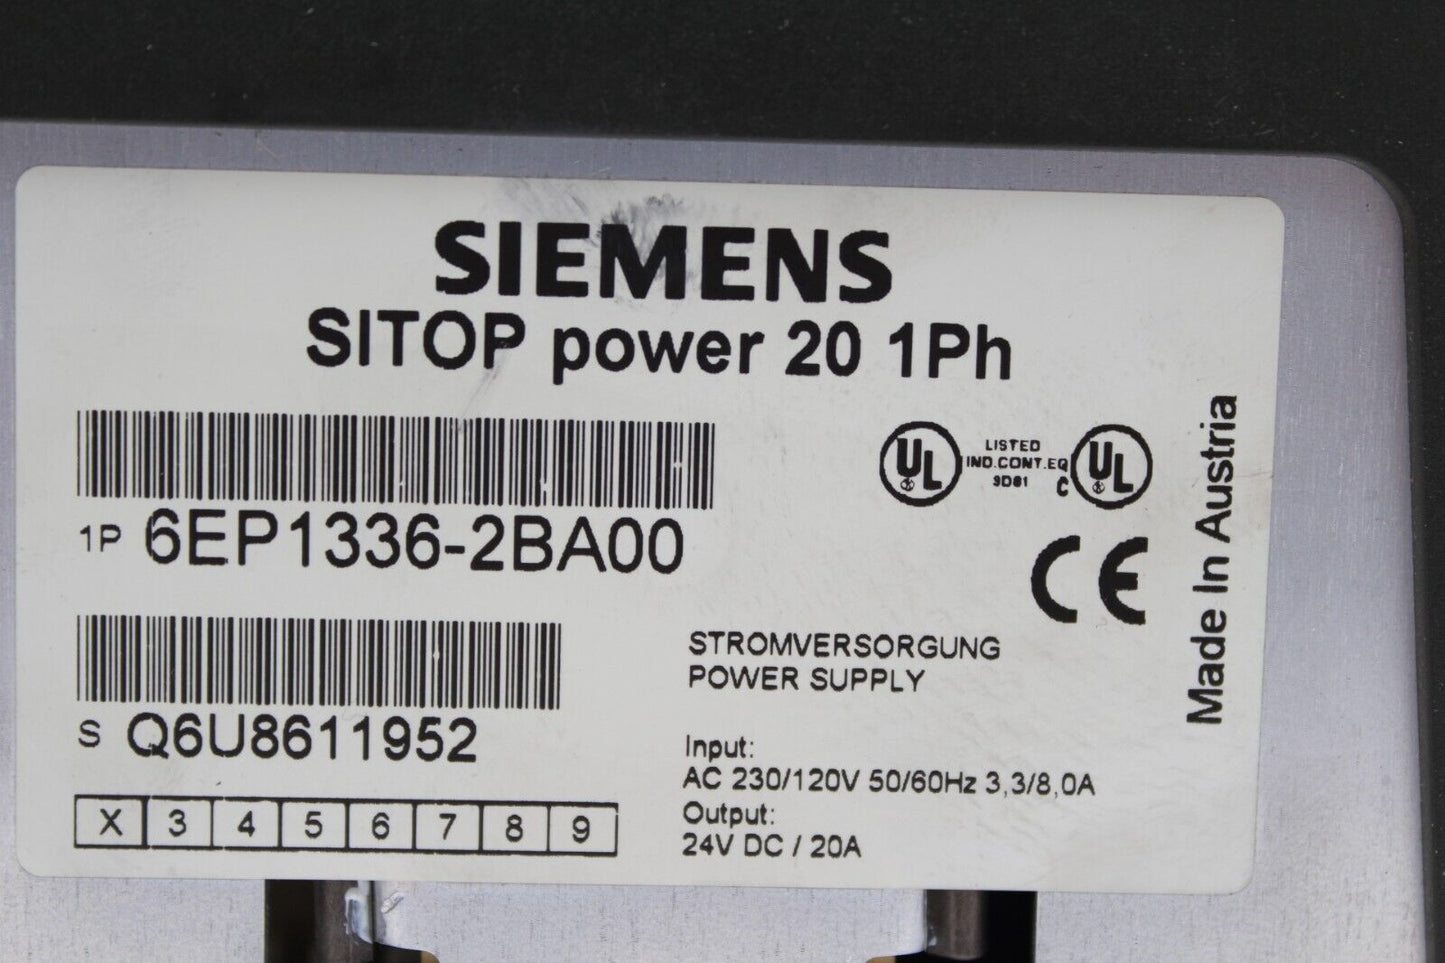 SIEMENS
SITOP power 20 1Ph
1P 6EP1336-2BA00
UL LISTED UL
IND.CONT.EQ
9D61 C
CE
Made In Austria
S Q6U8611952
X 3 4 5 6 7 8 9
STROMVERSORGUNG
POWER SUPPLY
Input:
AC 230/120V 50/60Hz 3,3/8,0A
Output:
24V DC / 20A